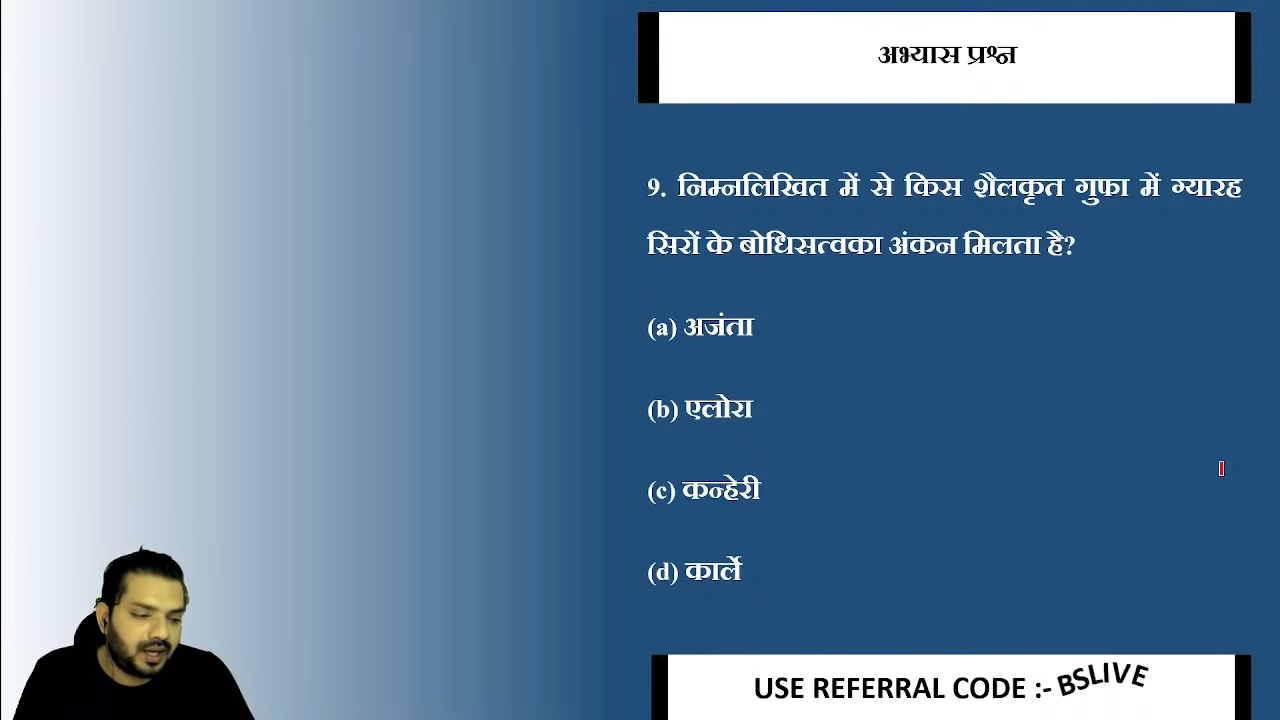 अभ्यास प्रश्न
9. निम्नलिखित में से किस शैलकृत गुफा में ग्यारह
सिरों के बोधिसत्वका अंकन मिलता है?
(a) अजंता
(b) एलोरा
(c) कन्हेरी
(d) कार्ले
USE REFERRAL CODE :- BSLIVE